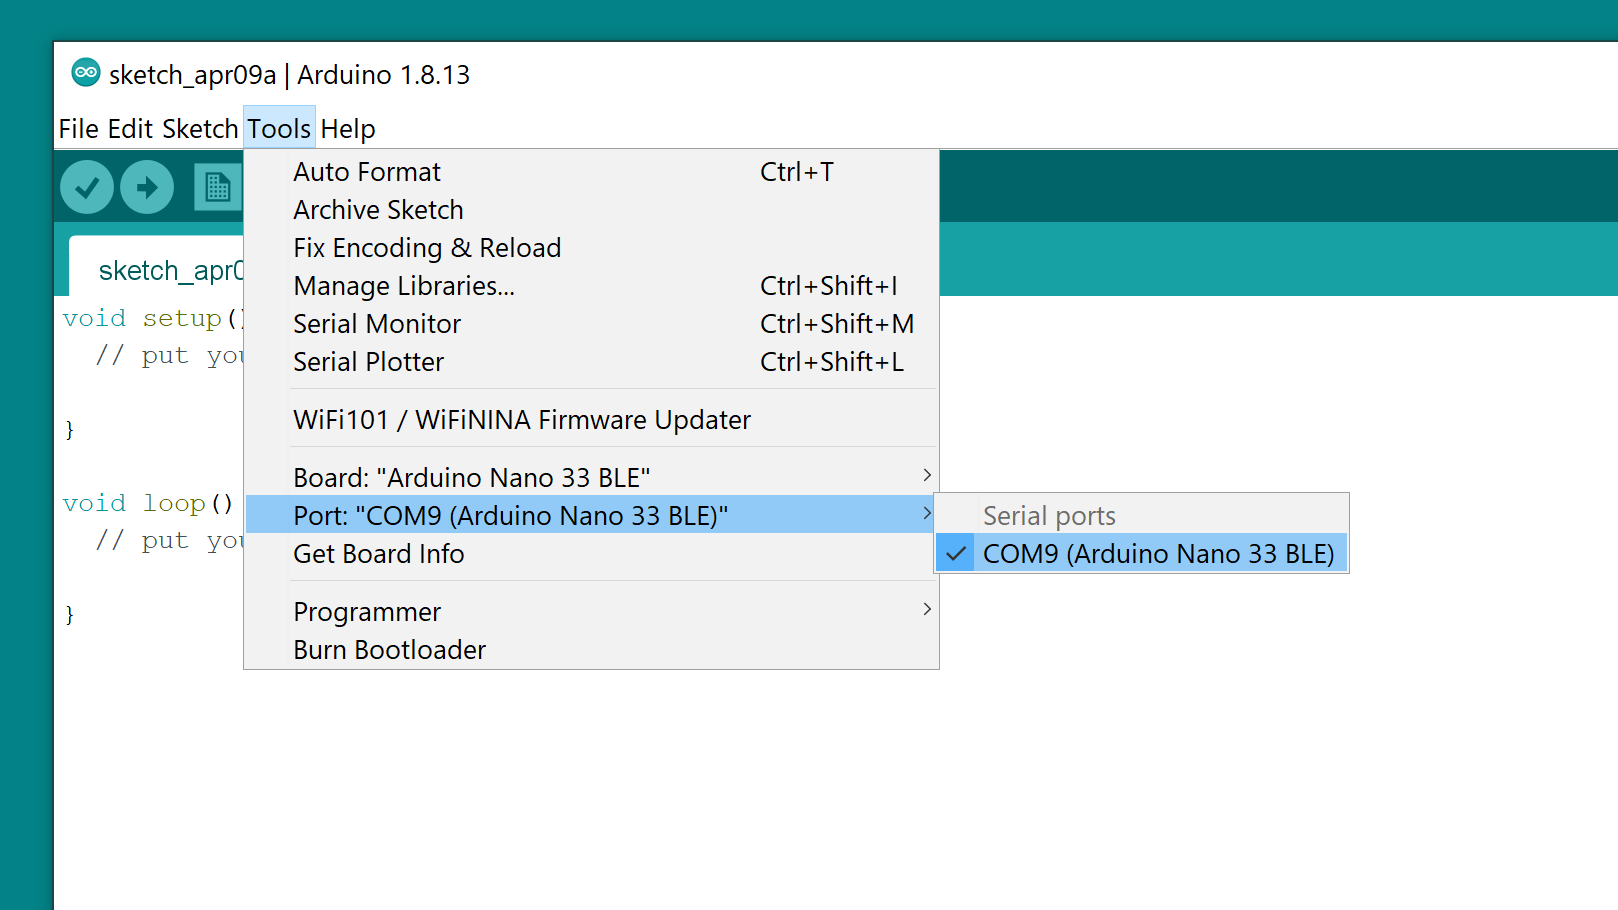 sketch_apr09a | Arduino 1.8.13
File Edit Sketch Tools Help
Auto Format Ctrl+T
Archive Sketch
Fix Encoding & Reload
Manage Libraries... Ctrl+Shift+I
Serial Monitor Ctrl+Shift+M
Serial Plotter Ctrl+Shift+L
WiFi101 / WiFiNINA Firmware Updater
Board: "Arduino Nano 33 BLE"
Port: "COM9 (Arduino Nano 33 BLE)"
Get Board Info
Programmer
Burn Bootloader
Serial ports
COM9 (Arduino Nano 33 BLE)
sketch_apr0
void setup()
// put you
}
void loop()
// put you
}